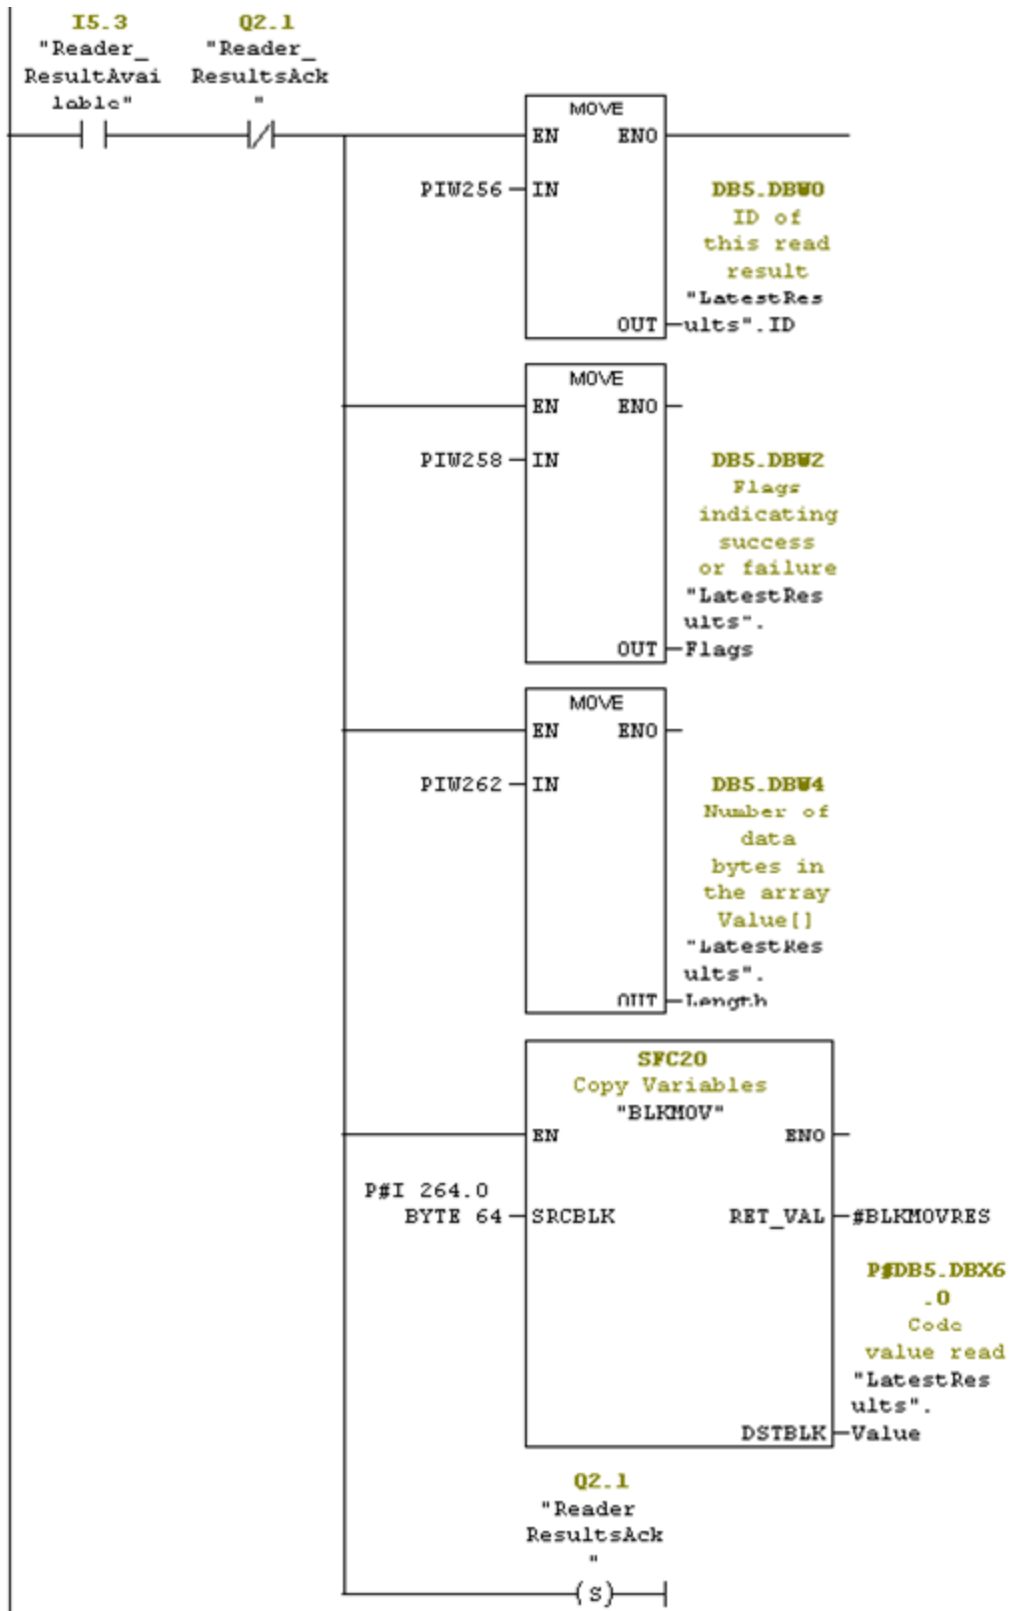 I5.3
"Reader_
ResultAvai
lable"
Q2.1
"Reader_
ResultsAck
"
MOVE
EN ENO
PIW256 IN
DB5.DBW0
ID of
this read
result
"LatestRes
OUT ults".ID
MOVE
EN ENO
PIW258 IN
DB5.DBW2
Flags
indicating
success
or failure
"LatestRes
ults".
OUT Flags
MOVE
EN ENO
PIW262 IN
DB5.DBW4
Number of
data
bytes in
the array
Value[]
"LatestRes
ults".
OUT Length
SFC20
Copy Variables
"BLKMOV"
EN ENO
P#I 264.0
BYTE 64 SRCBLK RET_VAL #BLKMOVRES
P#DB5.DBX6
.0
Code
value read
"LatestRes
ults".
DSTBLK Value
Q2.1
"Reader
ResultsAck
"
S